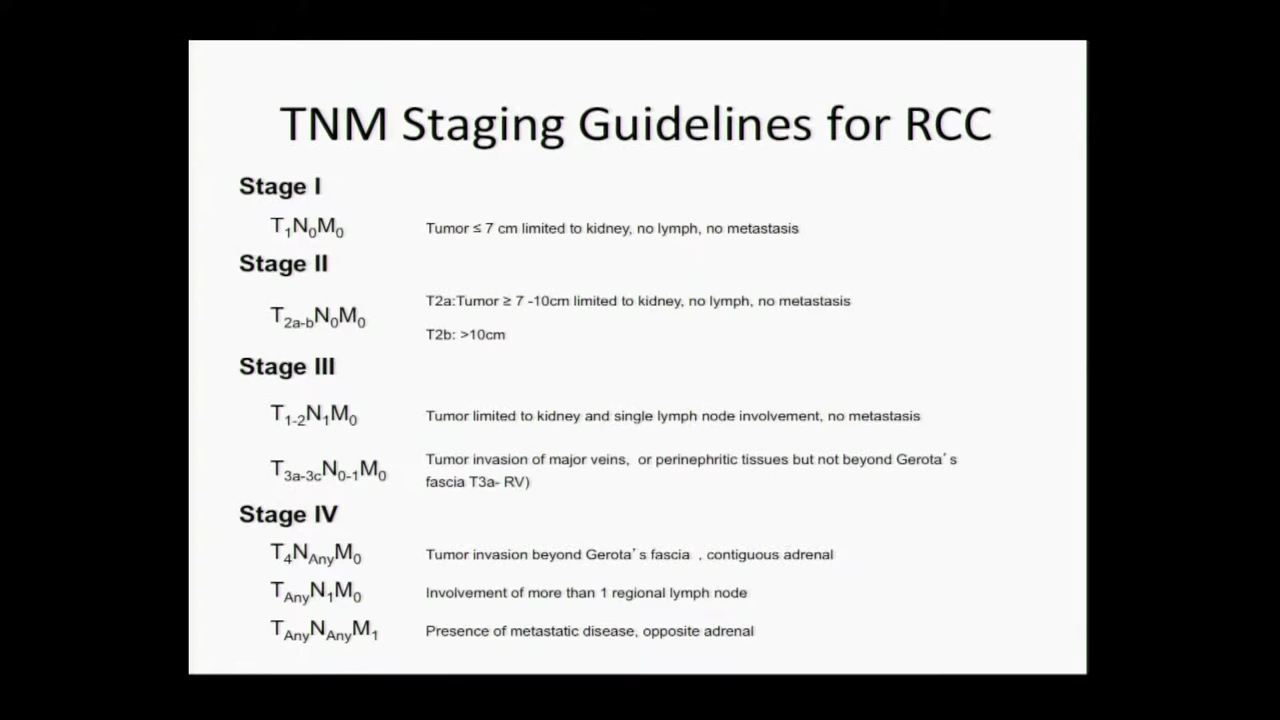 TNM Staging Guidelines for RCC
Stage I
T1N0M0 Tumor ≤ 7 cm limited to kidney, no lymph, no metastasis
Stage II
T2a-bN0M0
T2a:Tumor ≥ 7 -10cm limited to kidney, no lymph, no metastasis
T2b: >10cm
Stage III
T1-2N1M0 Tumor limited to kidney and single lymph node involvement, no metastasis
T3a-3cN0-1M0
Tumor invasion of major veins, or perinephritic tissues but not beyond Gerota's
fascia T3a- RV)
Stage IV
T4NAnyM0 Tumor invasion beyond Gerota's fascia , contiguous adrenal
TAnyN1M0 Involvement of more than 1 regional lymph node
TAnyNAnyM1 Presence of metastatic disease, opposite adrenal